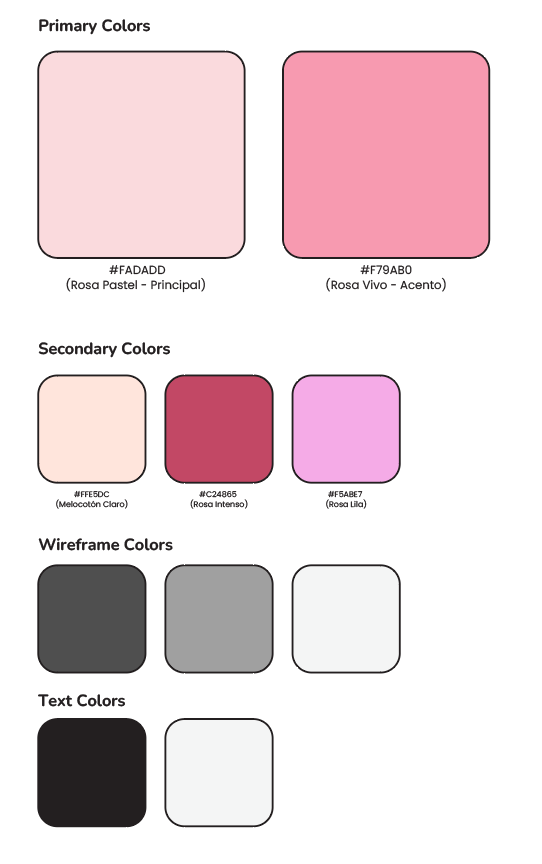 Primary Colors
#FADADD
(Rosa Pastel - Principal)
#F79AB0
(Rosa Vivo - Acento)
Secondary Colors
#FFE5DC
(Melocotón Claro)
#C24865
(Rosa Intenso)
#F5ABE7
(Rosa Lila)
Wireframe Colors
Text Colors